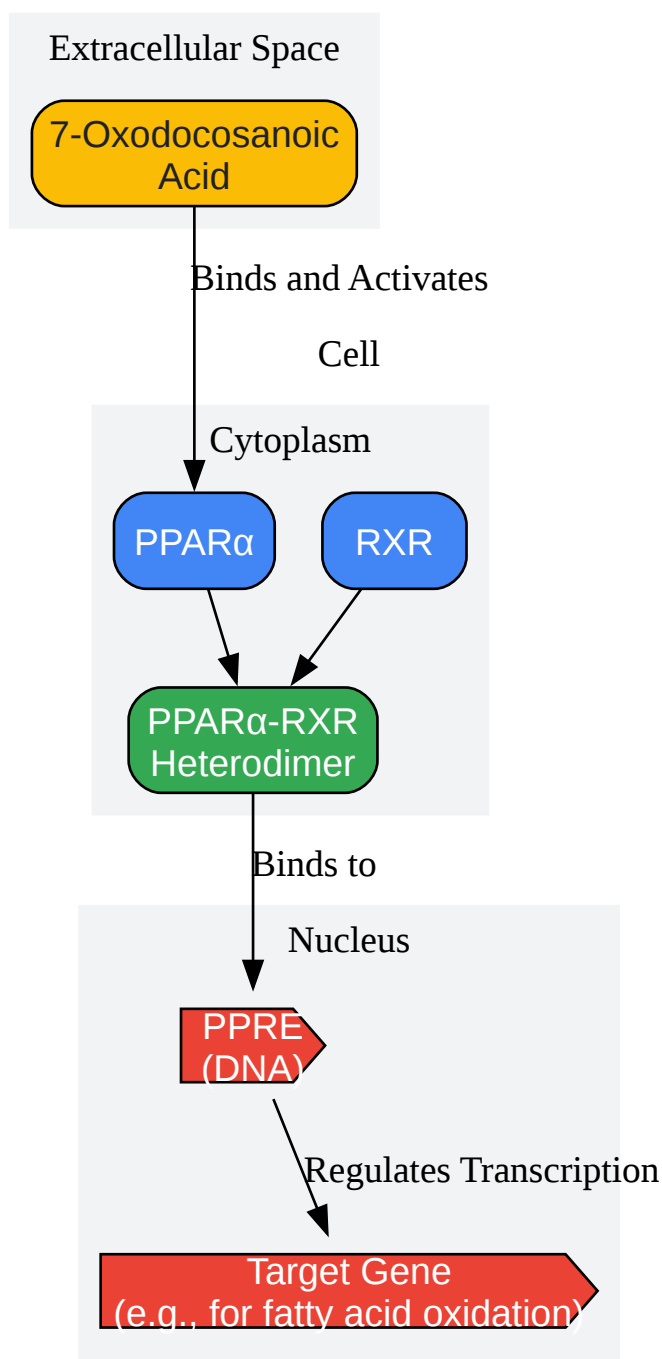 Extracellular Space
7-Oxodocosanoic
Acid
Binds and Activates
Cell
Cytoplasm
PPARα
RXR
PPARα-RXR
Heterodimer
Binds to
Nucleus
PPRE
(DNA)
Regulates Transcription
Target Gene
(e.g., for fatty acid oxidation)